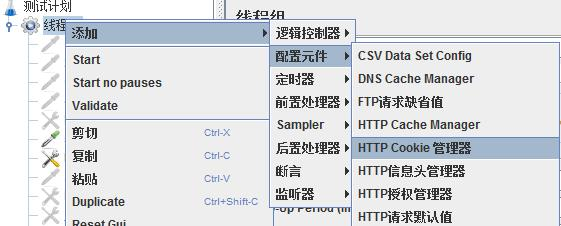 测试计划
线程
线程组
添加
Start
Start no pauses
Validate
剪切 Ctrl-X
复制 Ctrl-C
粘贴 Ctrl-V
Duplicate Ctrl+Shift-C
Reset Gui
逻辑控制器
配置元件
定时器
前置处理器
Sampler
后置处理器
断言
监听器
CSV Data Set Config
DNS Cache Manager
FTP请求缺省值
HTTP Cache Manager
HTTP Cookie 管理器
HTTP信息头管理器
HTTP授权管理器
HTTP请求默认值
-Up Period (in